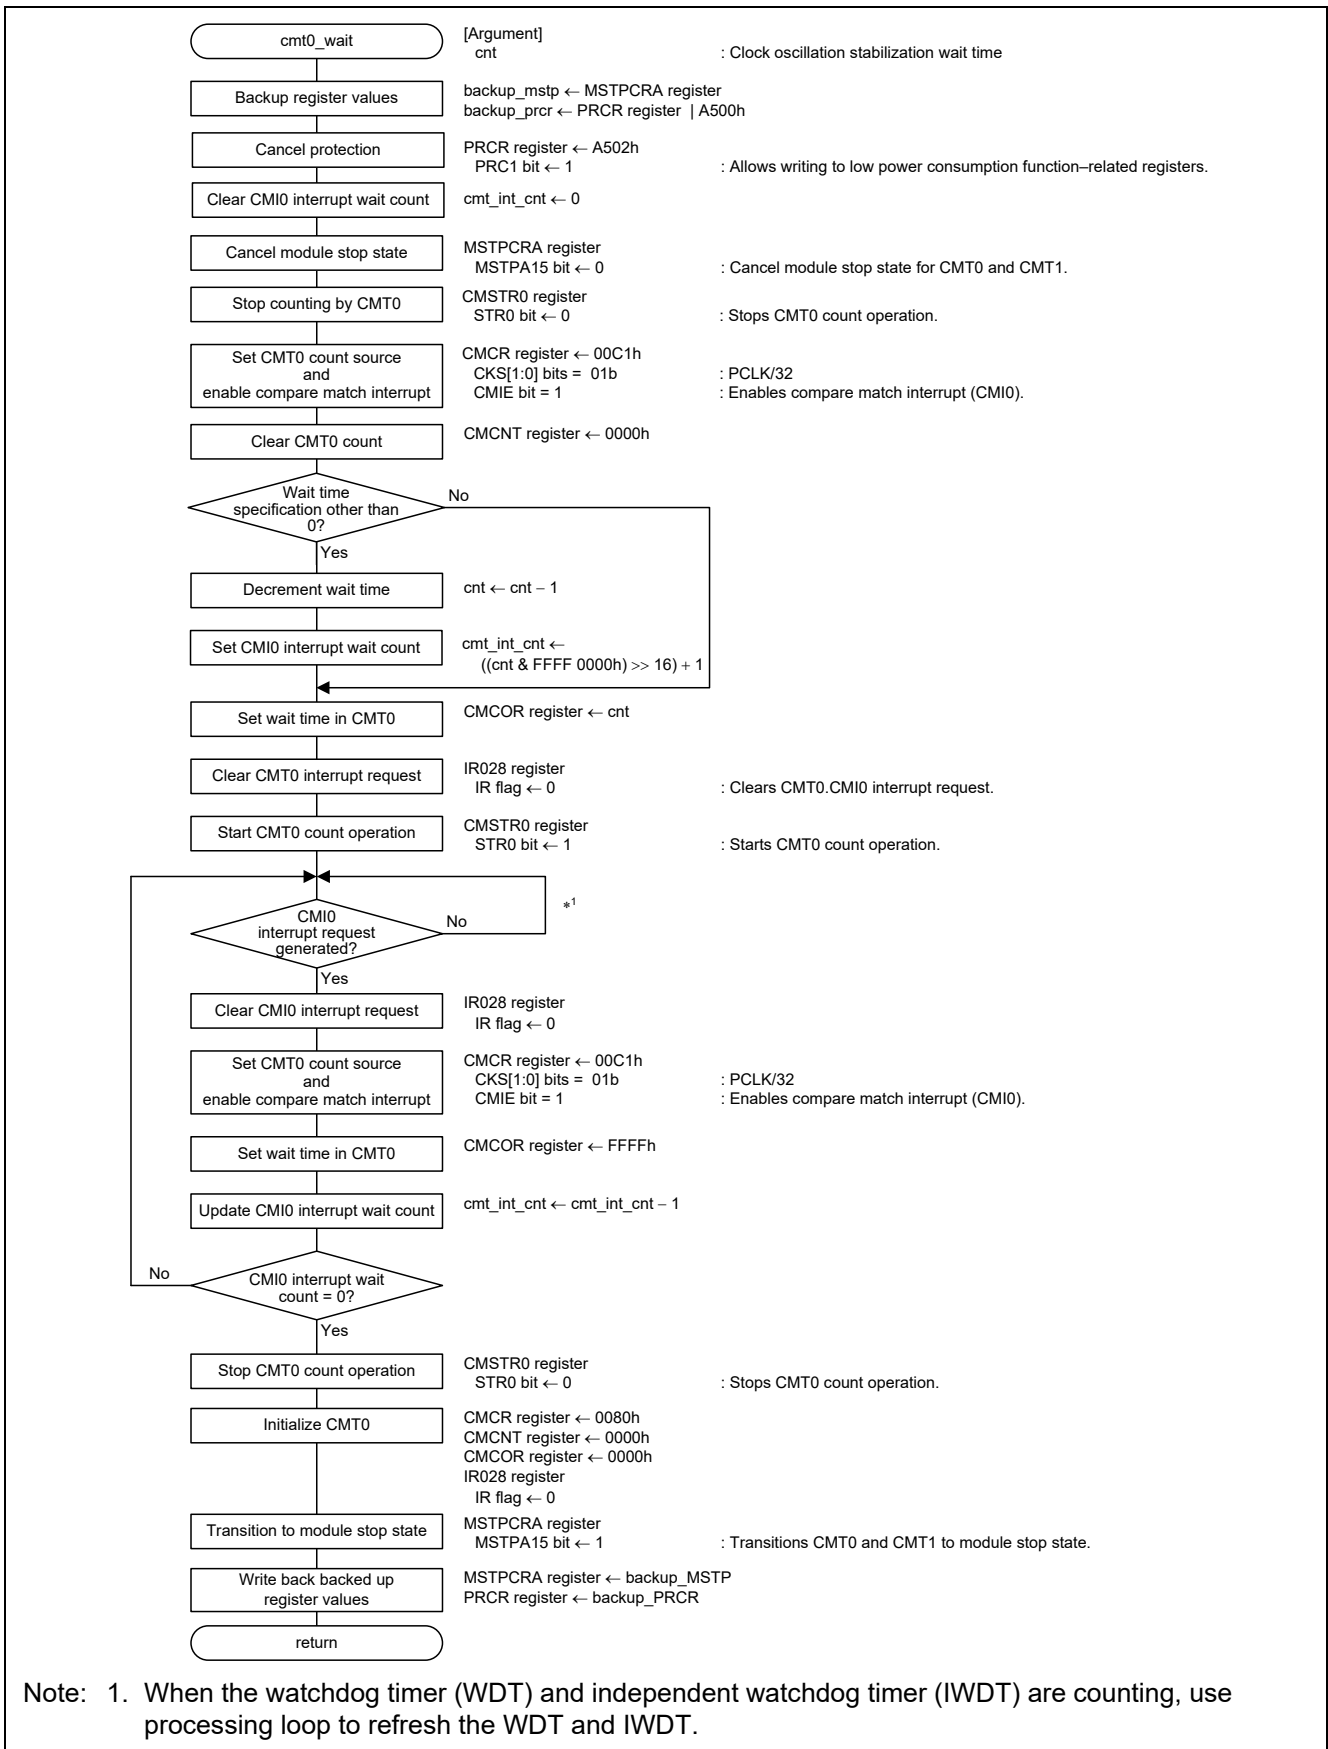 cmt0_wait
[Argument]
cnt : Clock oscillation stabilization wait time
Backup register values
backup_mstp ← MSTPCRA register
backup_prcr ← PRCR register | A500h
Cancel protection
PRCR register ← A502h
PRC1 bit ← 1 : Allows writing to low power consumption function–related registers.
Clear CMI0 interrupt wait count
cmt_int_cnt ← 0
Cancel module stop state
MSTPCRA register
MSTPA15 bit ← 0 : Cancel module stop state for CMT0 and CMT1.
Stop counting by CMT0
CMSTR0 register
STR0 bit ← 0 : Stops CMT0 count operation.
Set CMT0 count source
and
enable compare match interrupt
CMCR register ← 00C1h
CKS[1:0] bits = 01b : PCLK/32
CMIE bit = 1 : Enables compare match interrupt (CMI0).
Clear CMT0 count
CMCNT register ← 0000h
Wait time
specification other than
0?
No
Yes
Decrement wait time
cnt ← cnt − 1
Set CMI0 interrupt wait count
cmt_int_cnt ←
((cnt & FFFF 0000h) >> 16) + 1
Set wait time in CMT0
CMCOR register ← cnt
Clear CMT0 interrupt request
IR028 register
IR flag ← 0 : Clears CMT0.CMI0 interrupt request.
Start CMT0 count operation
CMSTR0 register
STR0 bit ← 1 : Starts CMT0 count operation.
CMI0
interrupt request
generated?
No
*1
Yes
Clear CMI0 interrupt request
IR028 register
IR flag ← 0
Set CMT0 count source
and
enable compare match interrupt
CMCR register ← 00C1h
CKS[1:0] bits = 01b : PCLK/32
CMIE bit = 1 : Enables compare match interrupt (CMI0).
Set wait time in CMT0
CMCOR register ← FFFFh
Update CMI0 interrupt wait count
cmt_int_cnt ← cmt_int_cnt − 1
No
CMI0 interrupt wait
count = 0?
Yes
Stop CMT0 count operation
CMSTR0 register
STR0 bit ← 0 : Stops CMT0 count operation.
Initialize CMT0
CMCR register ← 0080h
CMCNT register ← 0000h
CMCOR register ← 0000h
IR028 register
IR flag ← 0
Transition to module stop state
MSTPCRA register
MSTPA15 bit ← 1 : Transitions CMT0 and CMT1 to module stop state.
Write back backed up
register values
MSTPCRA register ← backup_MSTP
PRCR register ← backup_PRCR
return
Note: 1. When the watchdog timer (WDT) and independent watchdog timer (IWDT) are counting, use
processing loop to refresh the WDT and IWDT.